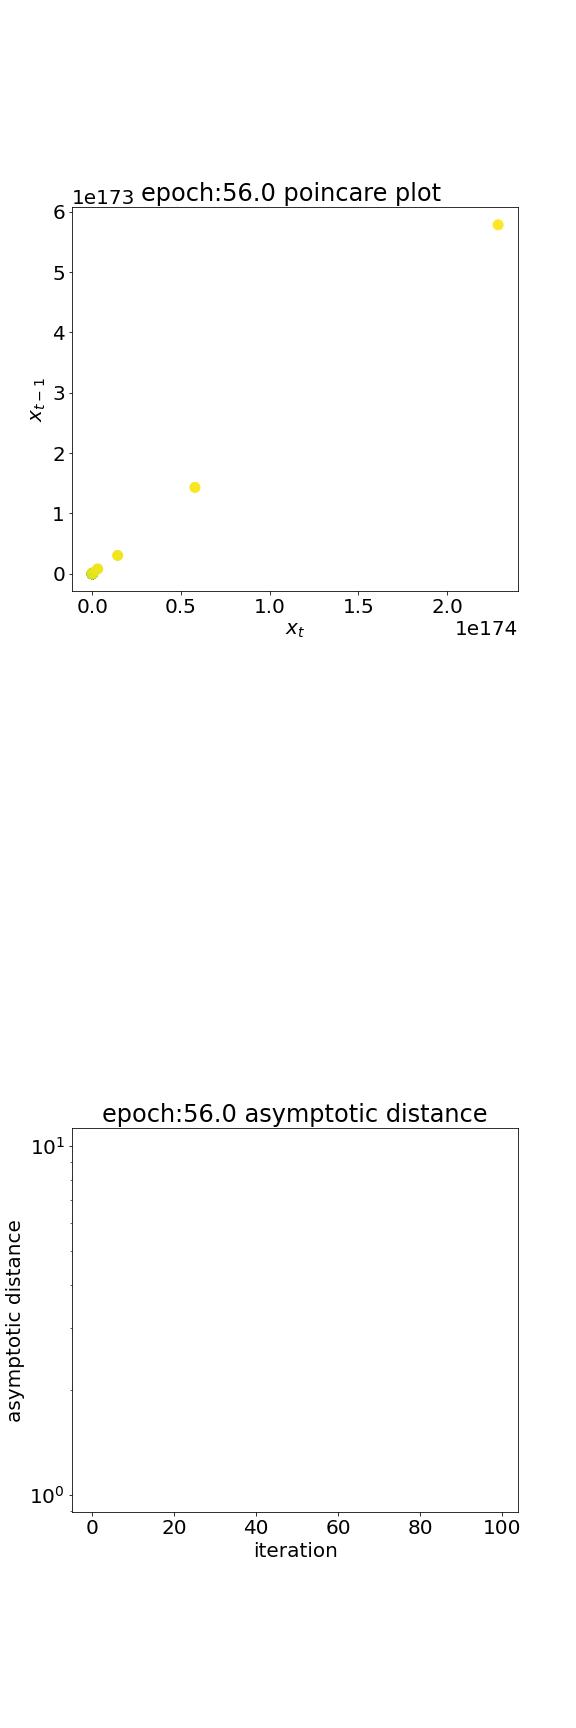 epoch:56.0 poincare plot
1e173
6
5
4
3
2
1
0
x_{t-1}
0.0 0.5 1.0 1.5 2.0
x_t
1e174
epoch:56.0 asymptotic distance
10^1
10^0
asymptotic distance
0 20 40 60 80 100
iteration